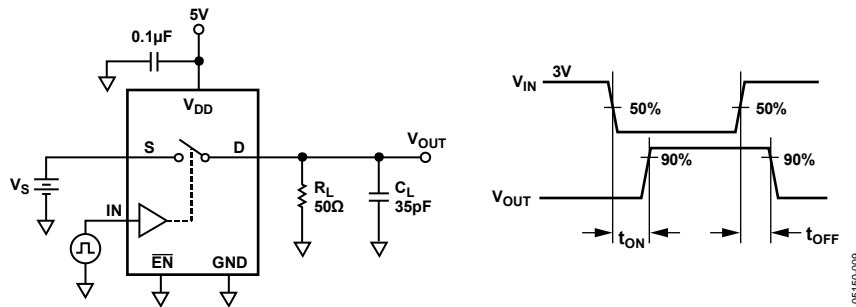 5V
0.1µF
V_DD
S
D
V_OUT
V_S
IN
R_L
50Ω
C_L
35pF
E̅N̅
GND
V_IN
3V
50%
50%
90%
90%
V_OUT
t_ON
t_OFF
05150-009